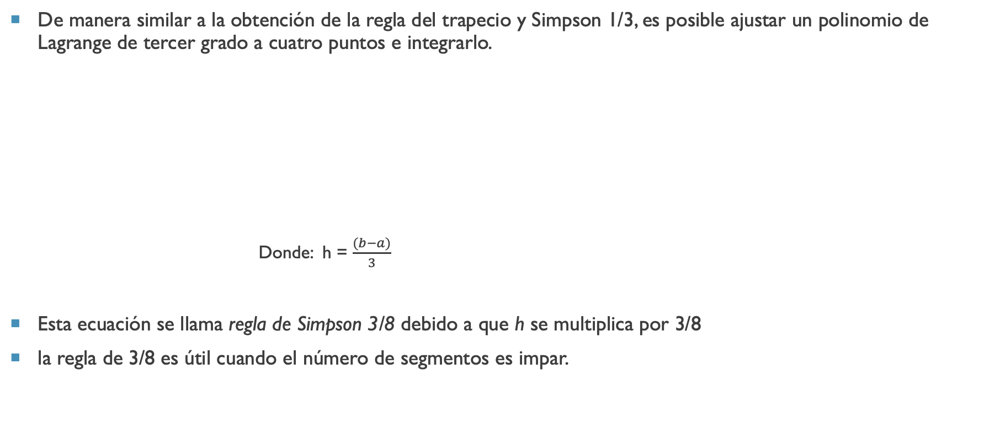 ▪ De manera similar a la obtención de la regla del trapecio y Simpson 1/3, es posible ajustar un polinomio de
Lagrange de tercer grado a cuatro puntos e integrarlo.
Donde: h = (b−a)/3
▪ Esta ecuación se llama regla de Simpson 3/8 debido a que h se multiplica por 3/8
▪ la regla de 3/8 es útil cuando el número de segmentos es impar.